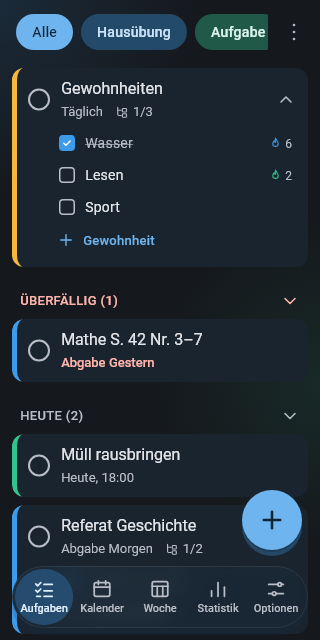 Alle
Hausübung
Aufgabe
Gewohnheiten
Täglich 1/3
Wasser 6
Lesen 2
Sport
Gewohnheit
ÜBERFÄLLIG (1)
Mathe S. 42 Nr. 3–7
Abgabe Gestern
HEUTE (2)
Müll rausbringen
Heute, 18:00
Referat Geschichte
Abgabe Morgen 1/2
Aufgaben
Kalender
Woche
Statistik
Optionen